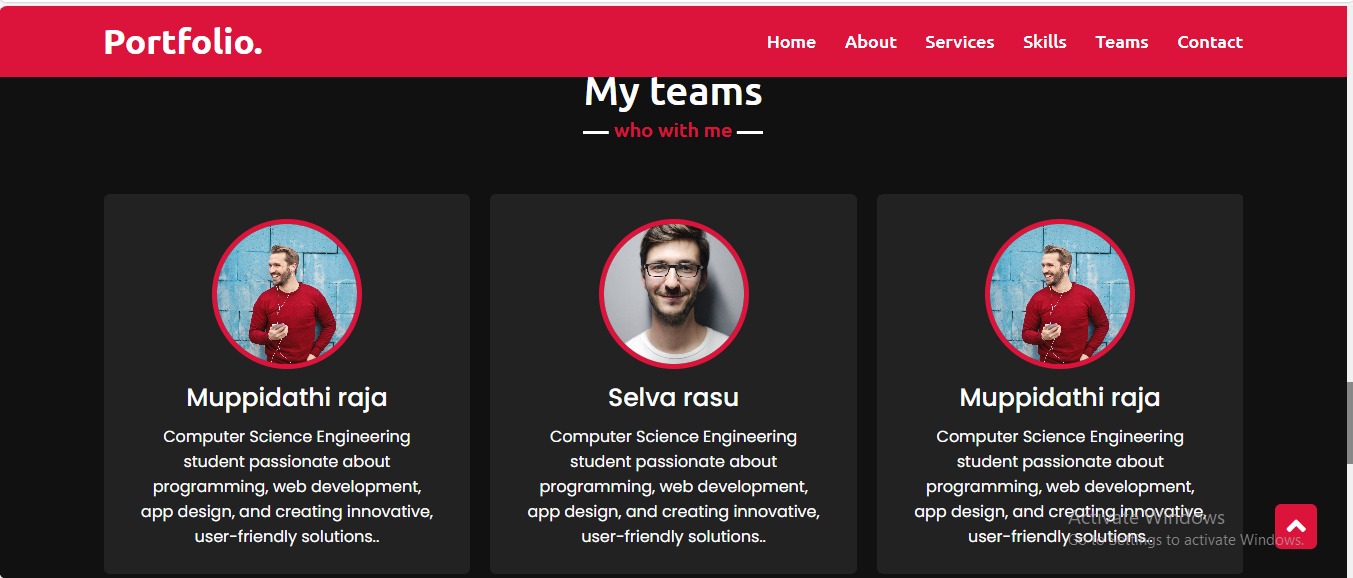 Portfolio.
Home About Services Skills Teams Contact
My teams
who with me
Muppidathi raja
Computer Science Engineering
student passionate about
programming, web development,
app design, and creating innovative,
user-friendly solutions..
Selva rasu
Computer Science Engineering
student passionate about
programming, web development,
app design, and creating innovative,
user-friendly solutions..
Muppidathi raja
Computer Science Engineering
student passionate about
programming, web development,
app design, and creating innovative,
user-friendly solutions..
Activate Windows
Go to Settings to activate Windows.